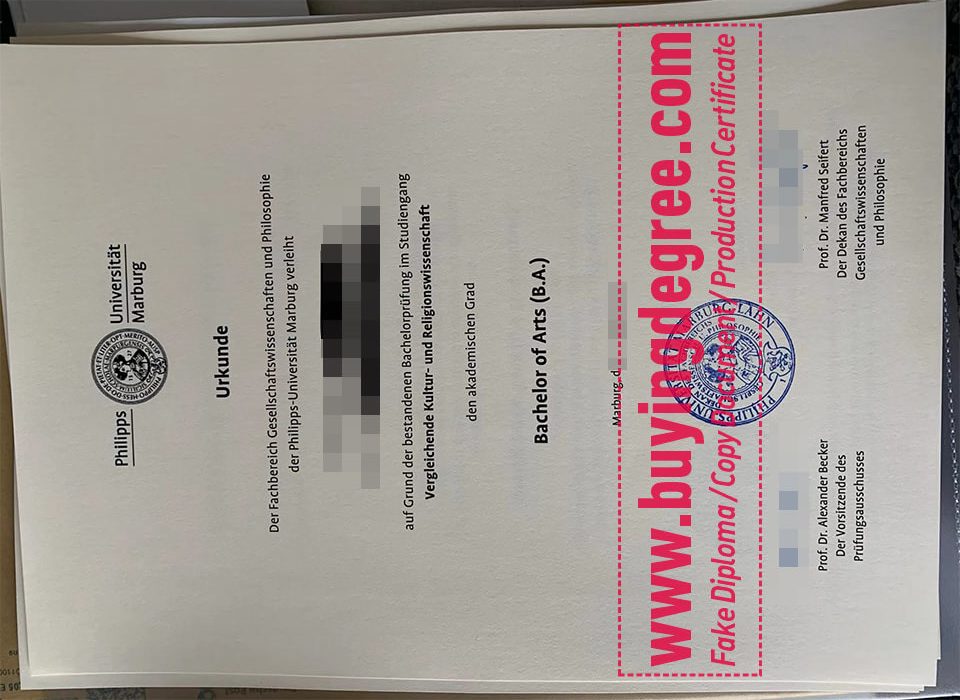 Philipps
Universität
Marburg
Urkunde
Der Fachbereich Gesellschaftswissenschaften und Philosophie
der Philipps-Universität Marburg verleiht
auf Grund der bestandenen Bachelorprüfung im Studiengang
Vergleichende Kultur- und Religionswissenschaft
den akademischen Grad
Bachelor of Arts (B.A.)
Marburg, d
www.buyingdegree.com
Fake Diploma/Copy Document/Production Certificate
Prof. Dr. Alexander Becker
Der Vorsitzende des
Prüfungsausschusses
Prof. Dr. Manfred Seifert
Der Dekan des Fachbereichs
Gesellschaftswissenschaften
und Philosophie